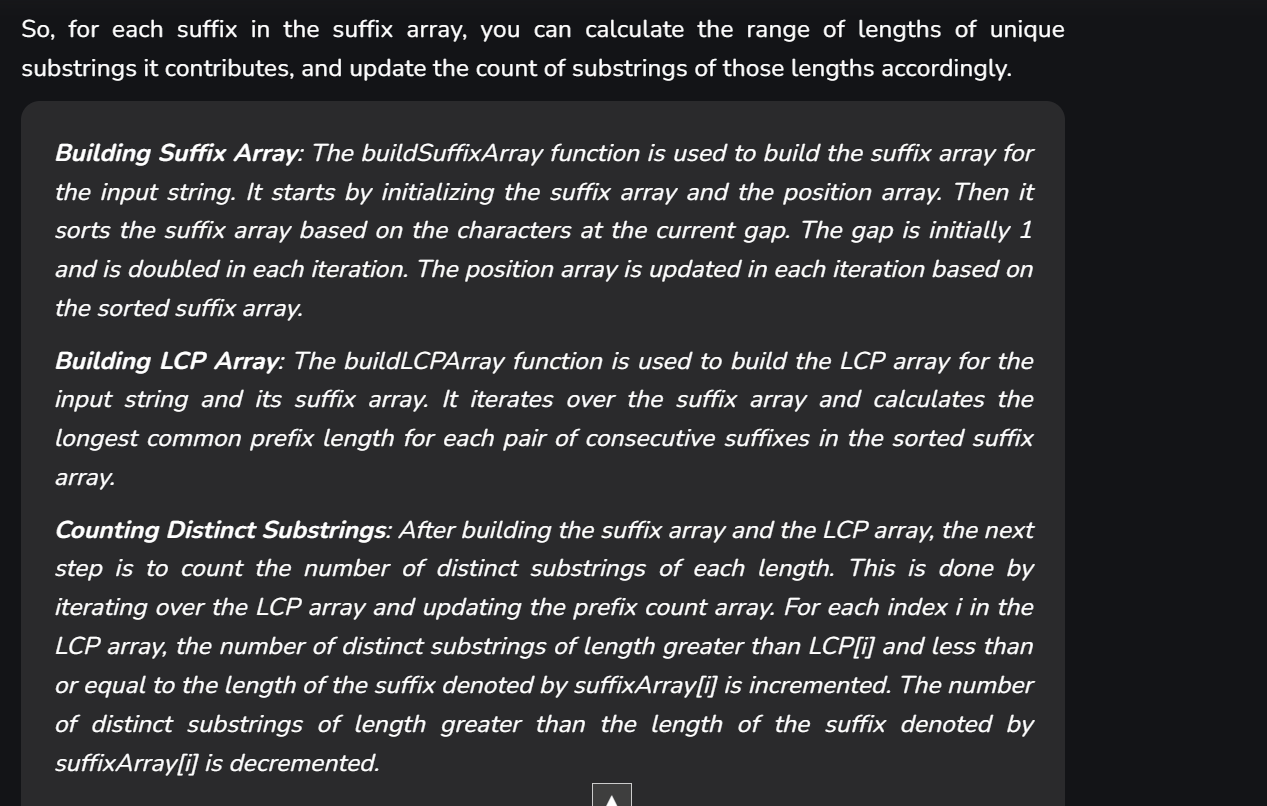 So, for each suffix in the suffix array, you can calculate the range of lengths of unique
substrings it contributes, and update the count of substrings of those lengths accordingly.
Building Suffix Array: The buildSuffixArray function is used to build the suffix array for
the input string. It starts by initializing the suffix array and the position array. Then it
sorts the suffix array based on the characters at the current gap. The gap is initially 1
and is doubled in each iteration. The position array is updated in each iteration based on
the sorted suffix array.
Building LCP Array: The buildLCPArray function is used to build the LCP array for the
input string and its suffix array. It iterates over the suffix array and calculates the
longest common prefix length for each pair of consecutive suffixes in the sorted suffix
array.
Counting Distinct Substrings: After building the suffix array and the LCP array, the next
step is to count the number of distinct substrings of each length. This is done by
iterating over the LCP array and updating the prefix count array. For each index i in the
LCP array, the number of distinct substrings of length greater than LCP[i] and less than
or equal to the length of the suffix denoted by suffixArray[i] is incremented. The number
of distinct substrings of length greater than the length of the suffix denoted by
suffixArray[i] is decremented.